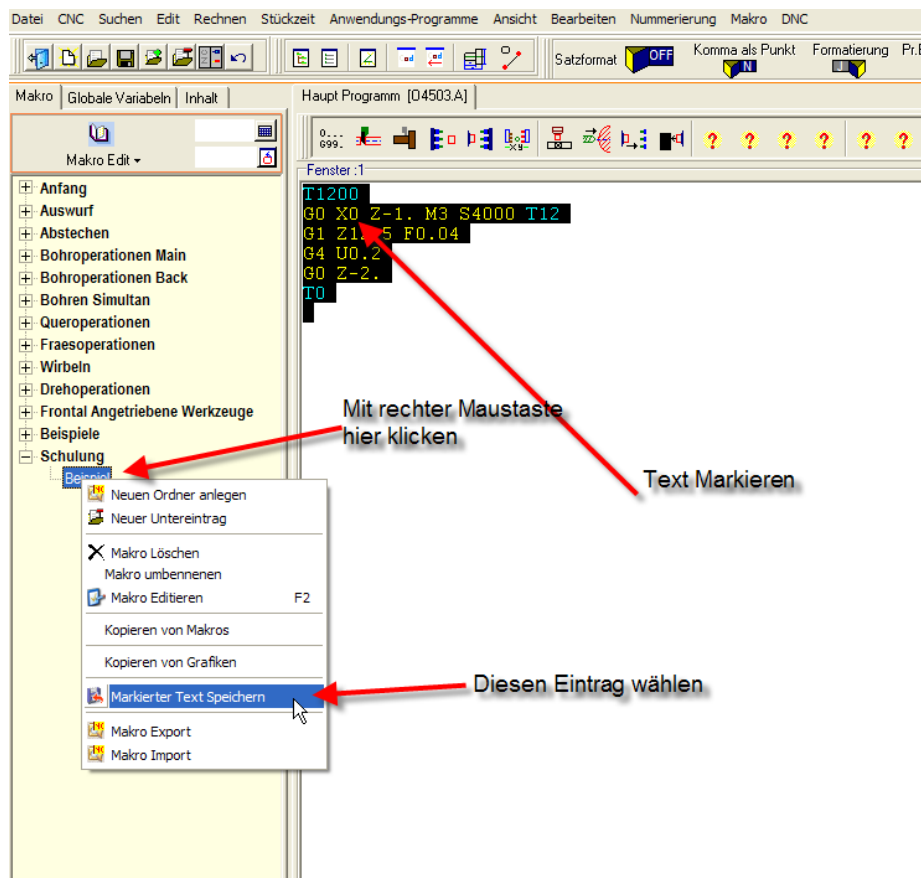 Datei CNC Suchen Edit Rechnen Stückzeit Anwendungs-Programme Ansicht Bearbeiten Nummerierung Makro DNC
Satzformat OFF Komma als Punkt N Formatierung J
Makro Globale Variabeln Inhalt
Haupt Programm [O4503.A]
Makro Edit
0... G99.
-xy-
? ? ? ? ? ?
Fenster :1
Anfang
Auswurf
Abstechen
Bohroperationen Main
Bohroperationen Back
Bohren Simultan
Queroperationen
Fraesoperationen
Wirbeln
Drehoperationen
Frontal Angetriebene Werkzeuge
Beispiele
Schulung
Beispiel
T1200
G0 X0 Z-1. M3 S4000 T12
F0.04
G4 U0.2
G0 Z-2.
T0
Mit rechter Maustaste
hier klicken
Text Markieren
Neuen Ordner anlegen
Neuer Untereintrag
Makro Löschen
Makro umbennenen
Makro Editieren F2
Kopieren von Makros
Kopieren von Grafiken
Markierter Text Speichern
Makro Export
Makro Import
Diesen Eintrag wählen